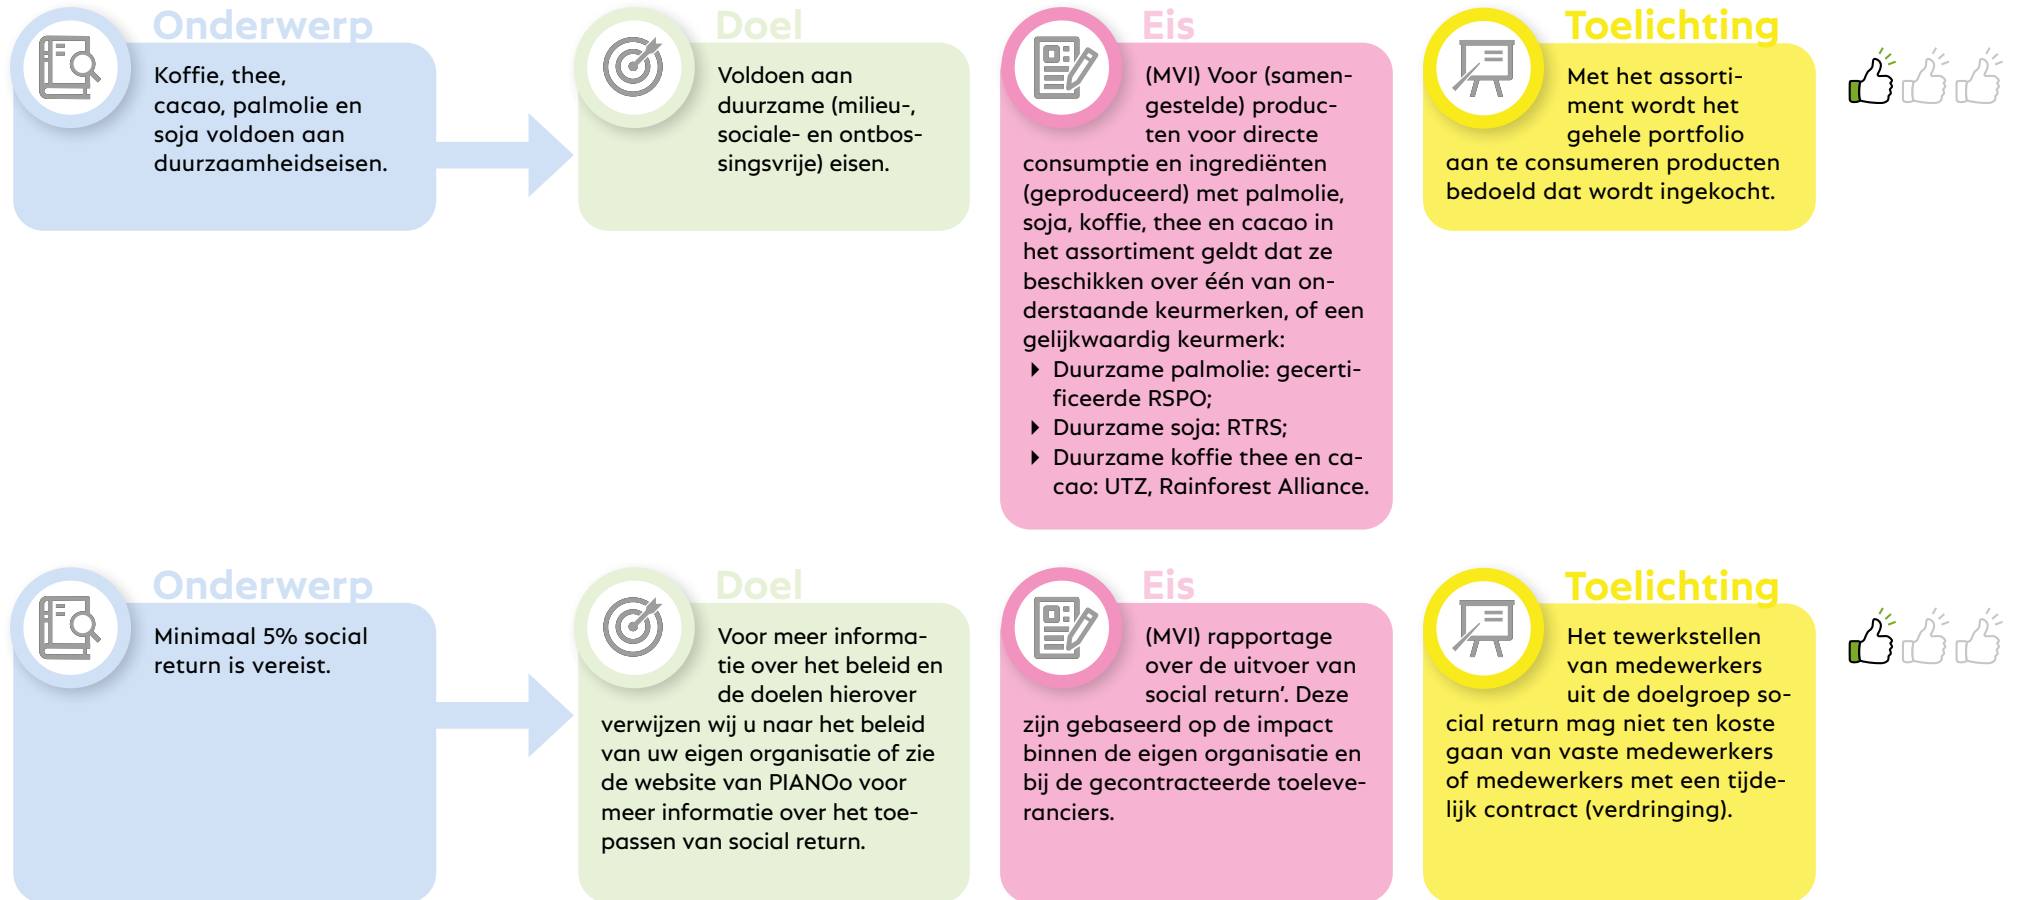 Onderwerp
Koffie, thee,
cacao, palmolie en
soja voldoen aan
duurzaamheidseisen.
Doel
Voldoen aan
duurzame (milieu-,
sociale- en ontbos-
singsvrije) eisen.
Eis
(MVI) Voor (samen-
gestelde) produc-
ten voor directe
consumptie en ingrediënten
(geproduceerd) met palmolie,
soja, koffie, thee en cacao in
het assortiment geldt dat ze
beschikken over één van on-
derstaande keurmerken, of een
gelijkwaardig keurmerk:
Duurzame palmolie: gecerti-
ficeerde RSPO;
Duurzame soja: RTRS;
Duurzame koffie thee en ca-
cao: UTZ, Rainforest Alliance.
Toelichting
Met het assorti-
ment wordt het
gehele portfolio
aan te consumeren producten
bedoeld dat wordt ingekocht.
Onderwerp
Minimaal 5% social
return is vereist.
Doel
Voor meer informa-
tie over het beleid en
de doelen hierover
verwijzen wij u naar het beleid
van uw eigen organisatie of zie
de website van PIANOo voor
meer informatie over het toe-
passen van social return.
Eis
(MVI) rapportage
over de uitvoer van
social return’. Deze
zijn gebaseerd op de impact
binnen de eigen organisatie en
bij de gecontracteerde toeleve-
ranciers.
Toelichting
Het tewerkstellen
van medewerkers
uit de doelgroep so-
cial return mag niet ten koste
gaan van vaste medewerkers
of medewerkers met een tijde-
lijk contract (verdringing).